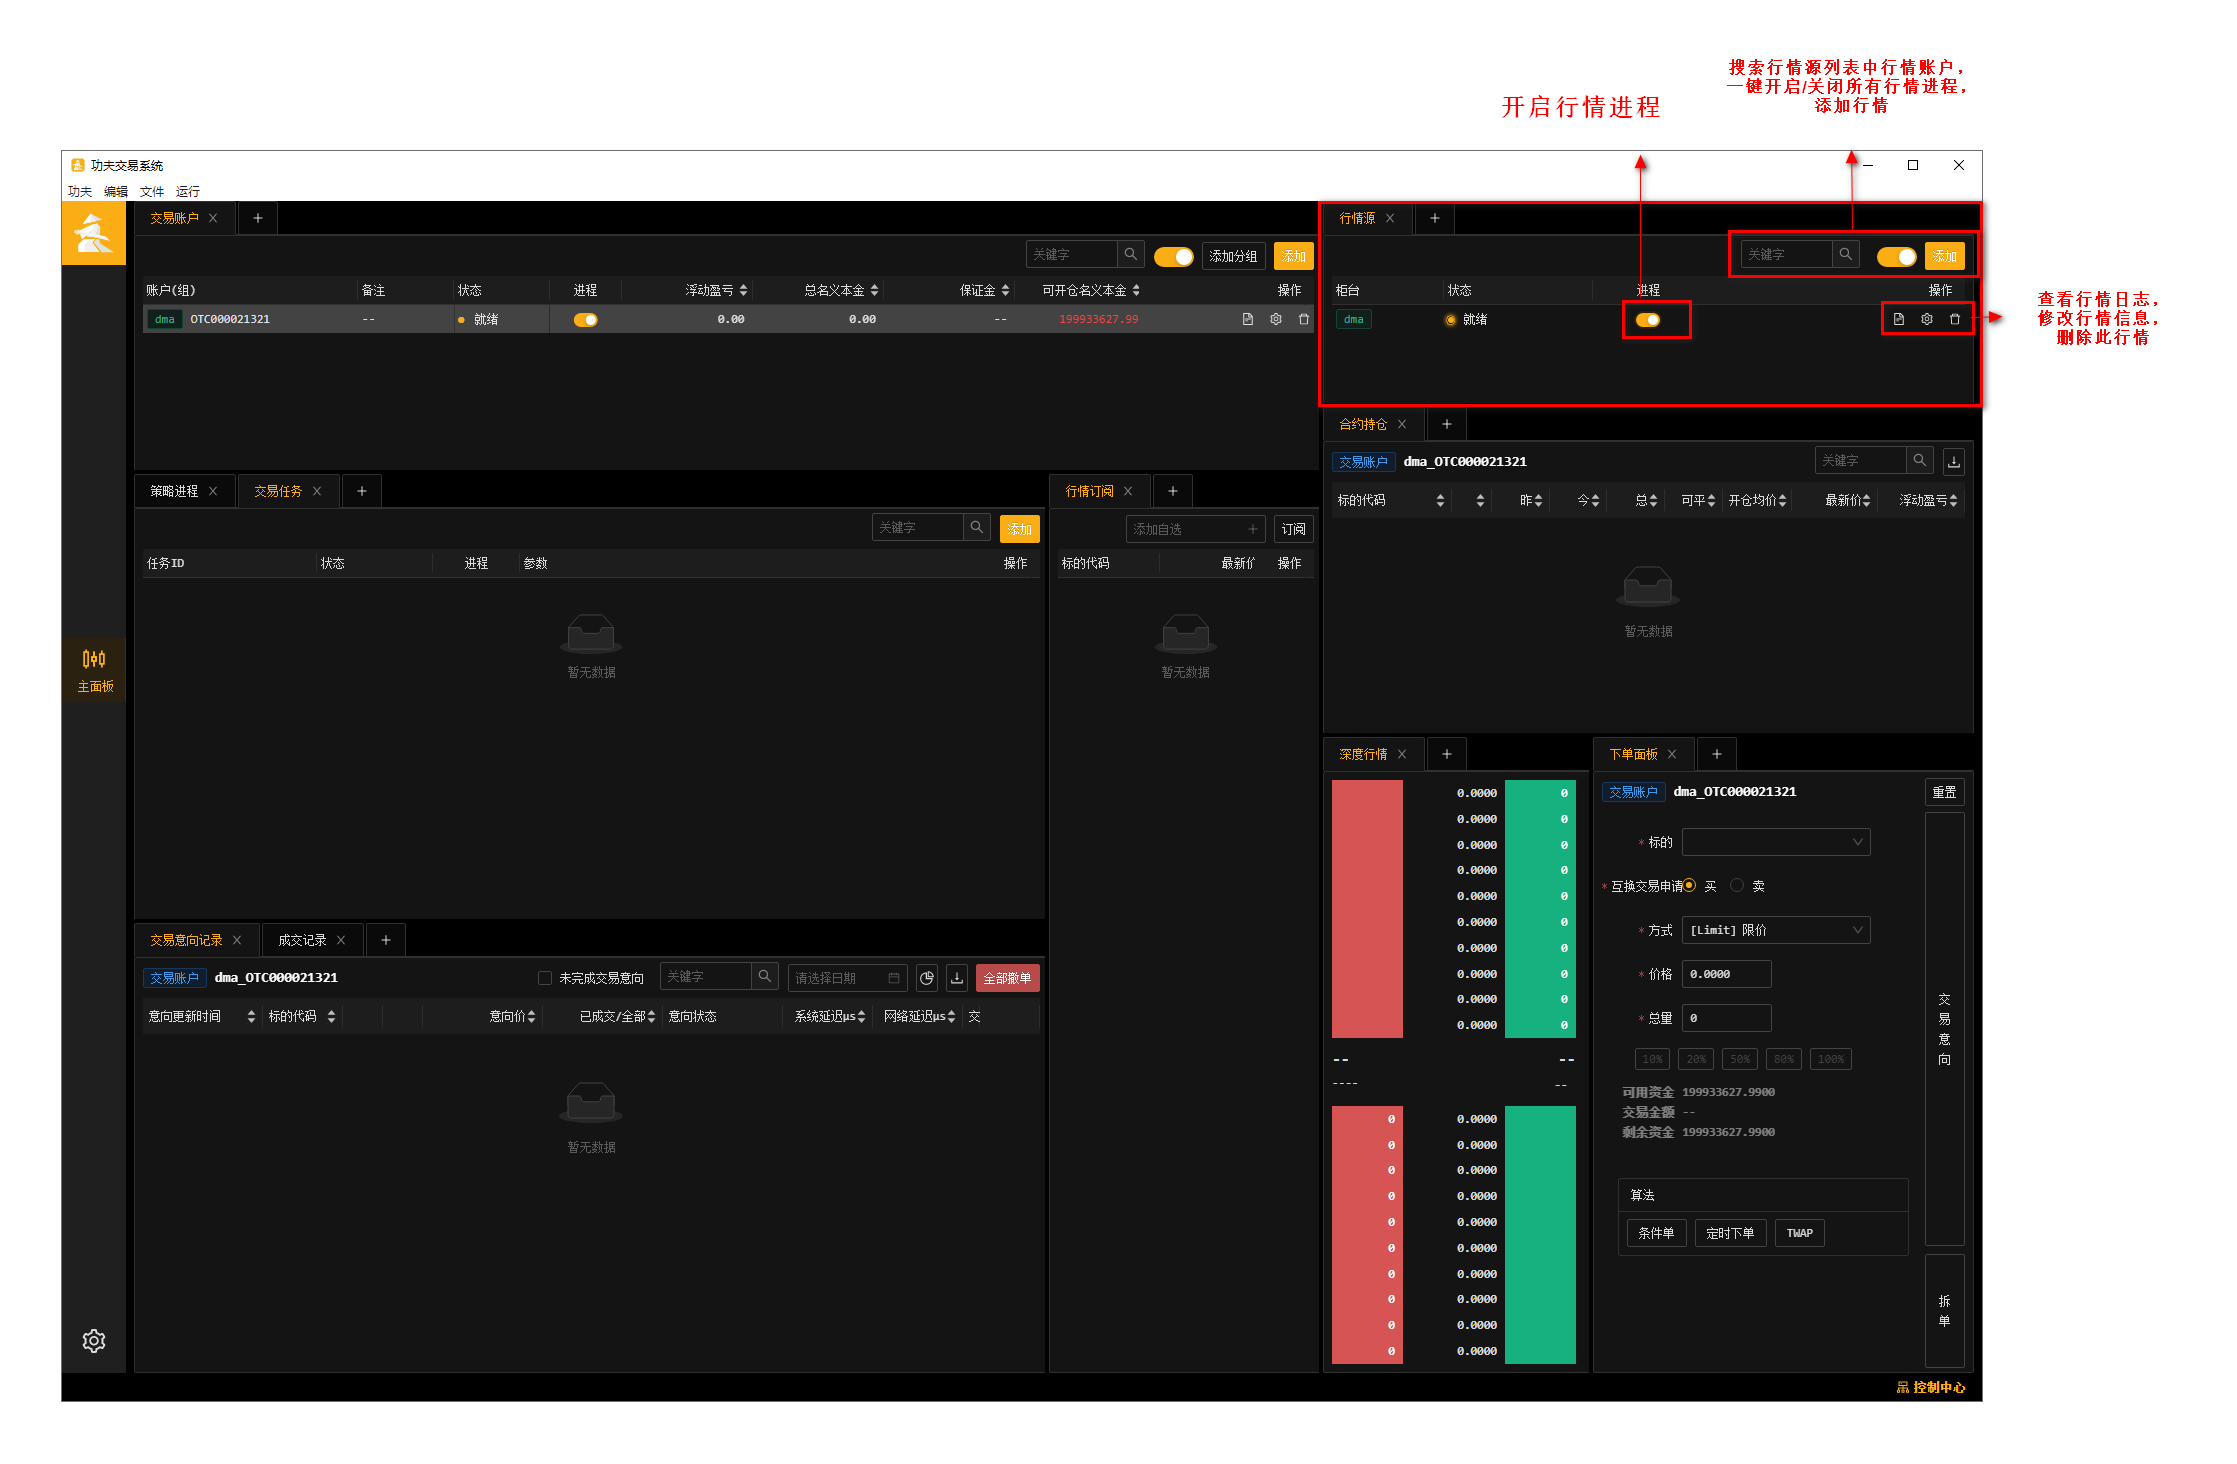 搜索行情源列表中行情账户，
一键开启/关闭所有行情进程，
添加行情
开启行情进程
功夫交易系统
功夫 编辑 文件 运行
交易账户
关键字 添加分组 添加
账户(组) 备注 状态 进程 浮动盈亏 总名义本金 保证金 可开仓名义本金 操作
dma OTC000021321 -- 就绪 0.00 0.00 -- 199933627.99
行情源
关键字 添加
柜台 状态 进程 操作
dma 就绪
查看行情日志，
修改行情信息，
删除此行情
合约持仓
交易账户 dma_OTC000021321 关键字
标的代码 昨 今 总 可平 开仓均价 最新价 浮动盈亏
暂无数据
策略进程 交易任务
关键字 添加
任务ID 状态 进程 参数 操作
暂无数据
行情订阅
添加自选 订阅
标的代码 最新价 操作
暂无数据
主面板
交易意向记录 成交记录
交易账户 dma_OTC000021321 未完成交易意向 关键字 请选择日期 全部撤单
意向更新时间 标的代码 意向价 已成交/全部 意向状态 系统延迟μs 网络延迟μs 交
暂无数据
深度行情
0.0000 0
0.0000 0
0.0000 0
0.0000 0
0.0000 0
0.0000 0
0.0000 0
0.0000 0
0.0000 0
0.0000 0
-- --
---- --
0 0.0000
0 0.0000
0 0.0000
0 0.0000
0 0.0000
0 0.0000
0 0.0000
0 0.0000
0 0.0000
0 0.0000
下单面板
交易账户 dma_OTC000021321 重置
* 标的
* 互换交易申请 买 卖
* 方式 [Limit] 限价
* 价格 0.0000
* 总量 0
10% 20% 50% 80% 100%
可用资金 199933627.9900
交易金额 --
剩余资金 199933627.9900
算法
条件单 定时下单 TWAP
交易意向
拆单
控制中心